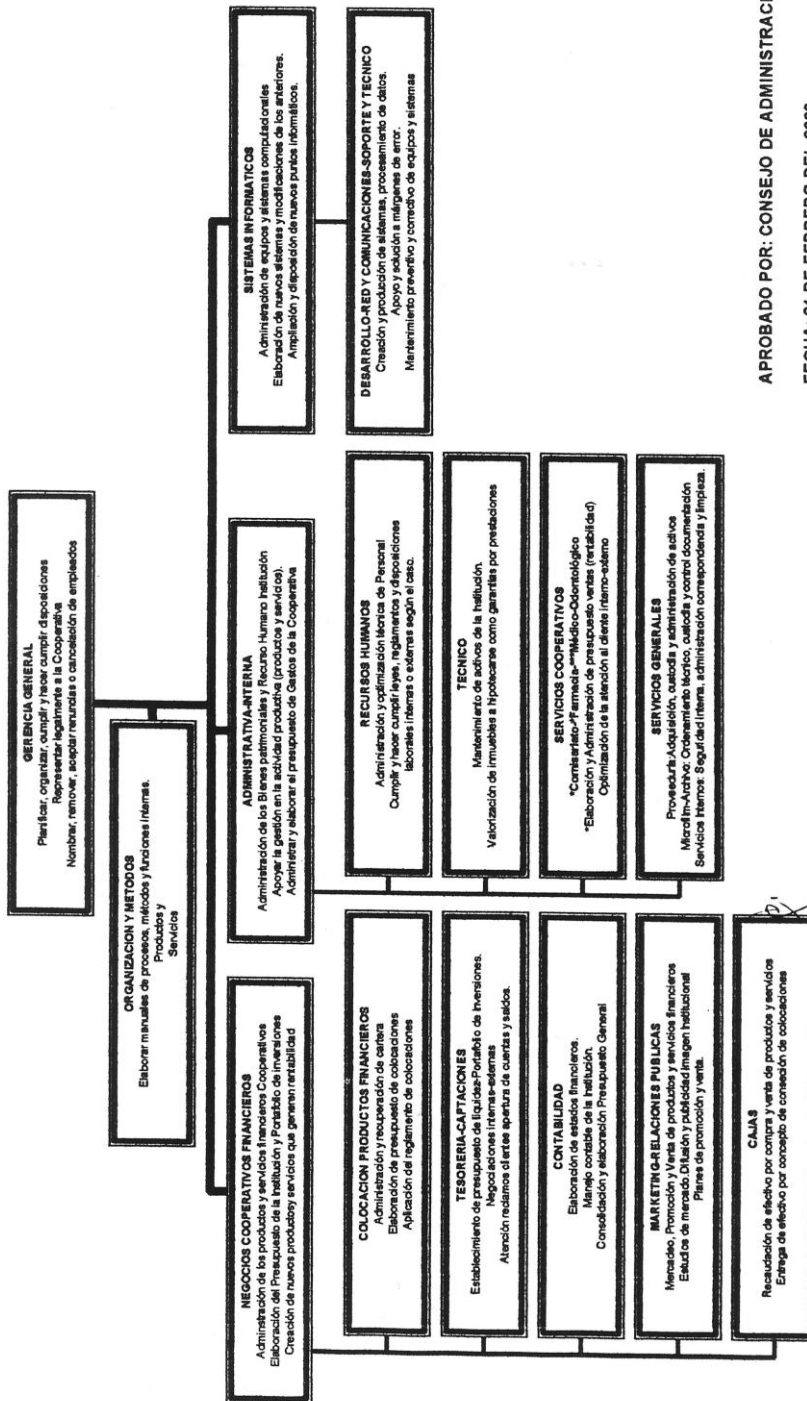 GERENCIA GENERAL
Planificar, organizar, cumplir y hacer cumplir disposiciones
Representar legalmente a la Cooperativa
Nombrar, remover, aceptar renuncias o cancelación de empleados
ORGANIZACION Y METODOS
Elaborar manuales de procesos, métodos y funciones internas.
Productos y
Servicios
NEGOCIOS COOPERATIVOS FINANCIEROS
Administración de los productos y servicios financieros Cooperativos
Elaboración del Presupuesto de la Institución y Portafolio de inversiones
Creación de nuevos productos y servicios que generen rentabilidad
COLOCACION PRODUCTOS FINANCIEROS
Administración y recuperación de cartera
Elaboración de presupuesto de colocaciones
Aplicación del reglamento de colocaciones
TESORERIA-CAPTACIONES
Establecimiento de presupuesto de liquidez-Portafolio de Inversiones.
Negociaciones internas-externas
Atención reclamos clientes apertura de cuentas y saldos.
CONTABILIDAD
Elaboración de estados financieros.
Manejo contable de la Institución.
Consolidación y elaboración Presupuesto General
MARKETING-RELACIONES PUBLICAS
Mercadeo, Promoción y Venta de productos y servicios financieros
Estudios de mercado, Difusión y publicidad imagen Institucional
Planes de promoción y venta.
CAJAS
Recaudación de efectivo por compra y venta de productos y servicios
Entrega de efectivo por concepto de conseción de colocaciones
ADMINISTRATIVA-INTERNA
Administración de los Bienes patrimoniales y Recurso Humano Institución
Apoyar la gestión en la actividad productiva (productos y servicios).
Administrar y elaborar el presupuesto de Gastos de la Cooperativa
RECURSOS HUMANOS
Administración y optimización técnica de Personal
Cumplir y hacer cumplir leyes, reglamentos y disposiciones
laborales internas o externas según el caso.
TECNICO
Mantenimiento de activos de la Institución.
Valorización de inmuebles a hipotecarse como garantías por prestaciones
SERVICIOS COOPERATIVOS
*Comisariato-*Farmacia-***Médico-Odontológico
*Elaboración y Administración de presupuesto ventas (rentabilidad)
Optimización de la atención al cliente interno-externo
SERVICIOS GENERALES
Proveeduría: Adquisición, custodia y administración de activos
Microfilm-Archivo: Ordenamiento técnico, custodia y control documentación
Servicios Internos: Seguridad interna, administración correspondencia y limpieza.
SISTEMAS INFORMATICOS
Administración de equipos y sistemas computacionales
Elaboración de nuevos sistemas y modificaciones de los anteriores.
Ampliación y disposición de nuevos puntos informáticos.
DESARROLLO-RED Y COMUNICACIONES-SOPORTE Y TECNICO
Creación y producción de sistemas, procesamiento de datos.
Apoyo y solución a márgenes de error.
Mantenimiento preventivo y correctivo de equipos y sistemas
APROBADO POR: CONSEJO DE ADMINISTRACI